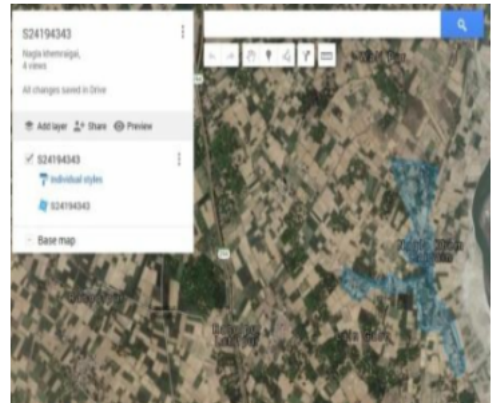 S24194343
Nagla khemraigai,
4 views
All changes saved in Drive
Add layer Share Preview
S24194343
Individual styles
S24194343
Base map